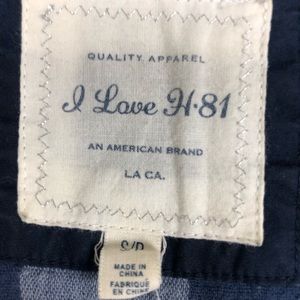 QUALITY APPAREL
I Love H·81
AN AMERICAN BRAND
LA CA.
S/P
MADE IN
CHINA
FABRIQUÉ
EN CHINE